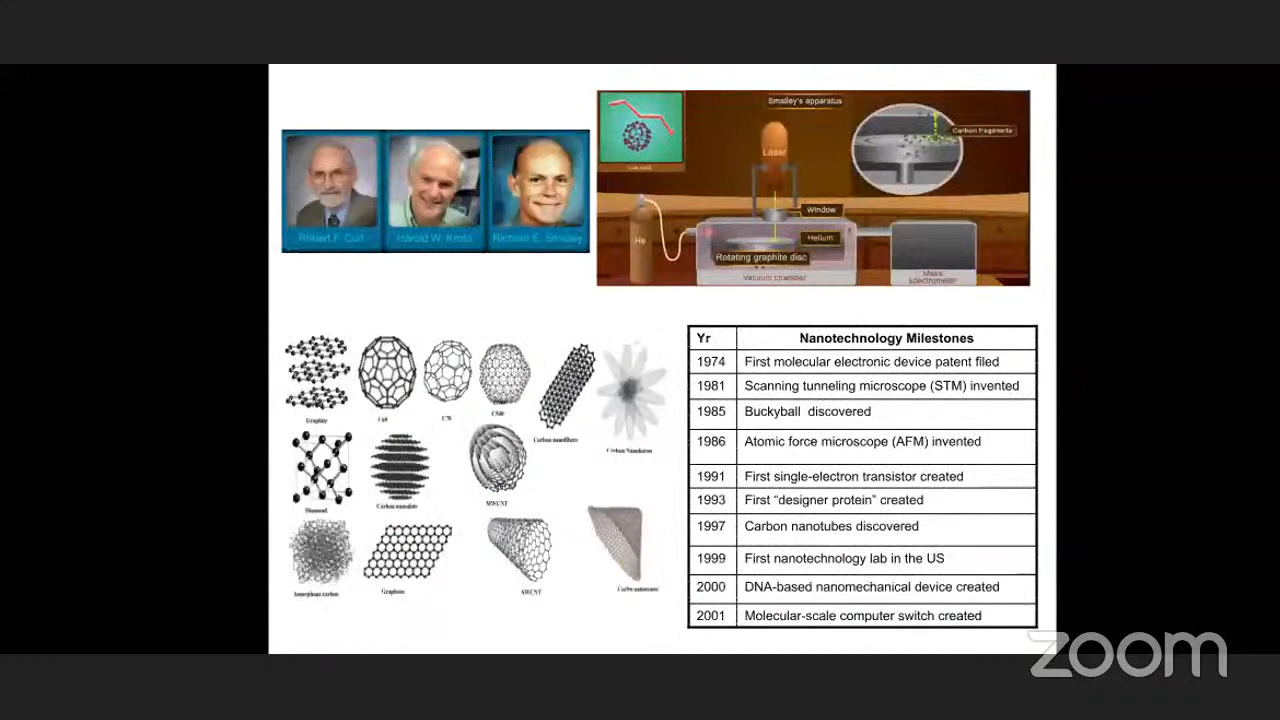 Robert F. Curl
Harold W. Kroto
Richard E. Smalley
Smalley's apparatus
Carbon fragments
Laser
Window
Helium
He
Rotating graphite disc
Vacuum chamber
Mass
spectrometer
Graphite
C60
C70
C540
Carbon nanofibers
Diamond
MWCNT
Amorphous carbon
Graphene
SWCNT
Yr Nanotechnology Milestones
1974 First molecular electronic device patent filed
1981 Scanning tunneling microscope (STM) invented
1985 Buckyball discovered
1986 Atomic force microscope (AFM) invented
1991 First single-electron transistor created
1993 First “designer protein” created
1997 Carbon nanotubes discovered
1999 First nanotechnology lab in the US
2000 DNA-based nanomechanical device created
2001 Molecular-scale computer switch created
zoom